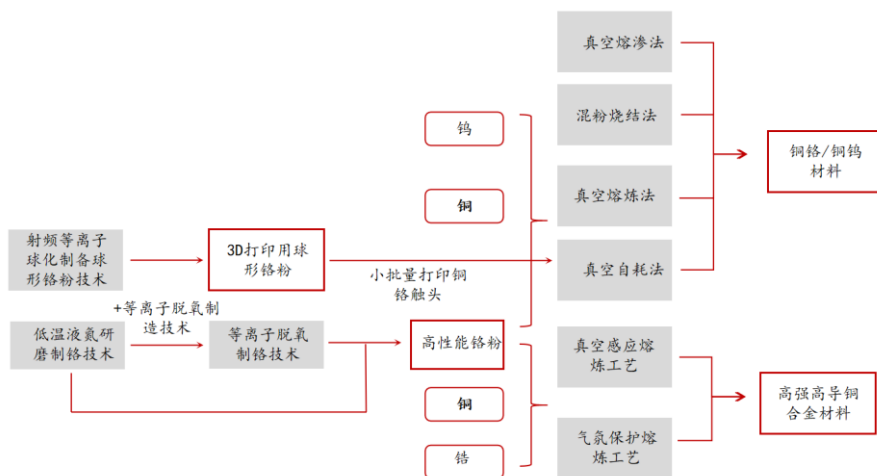 真空熔渗法
混粉烧结法
真空熔炼法
真空自耗法
钨
铜
铜铬/铜钨
材料
射频等离子
球化制备球
形铬粉技术
3D打印用球
形铬粉
小批量打印铜
铬触头
+等离子脱氧制
造技术
低温液氮研
磨制铬技术
等离子脱氧
制铬技术
高性能铬粉
铜
锆
真空感应熔
炼工艺
气氛保护熔
炼工艺
高强高导铜
合金材料